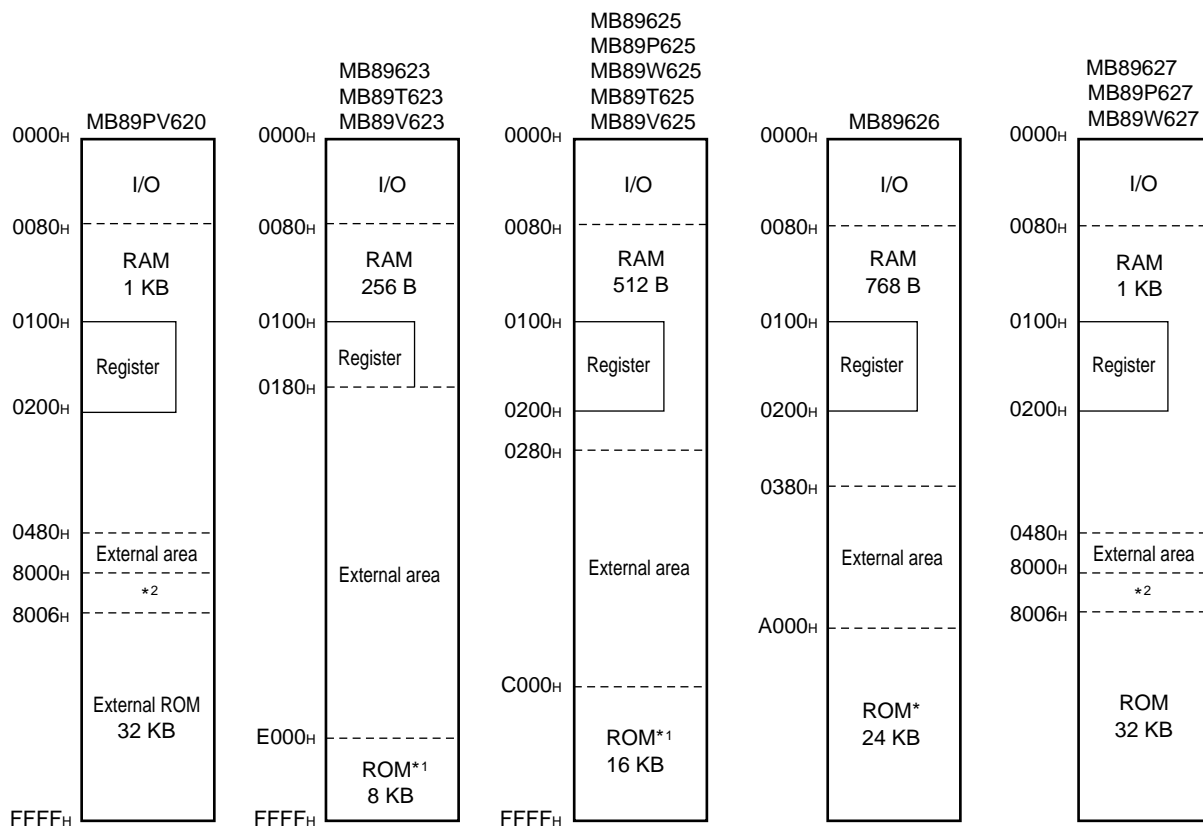 MB89PV620
0000H
I/O
0080H
RAM
1 KB
0100H
Register
0200H
0480H
External area
8000H
*2
8006H
External ROM
32 KB
FFFFH
MB89623
MB89T623
MB89V623
0000H
I/O
0080H
RAM
256 B
0100H
Register
0180H
External area
E000H
ROM*1
8 KB
FFFFH
MB89625
MB89P625
MB89W625
MB89T625
MB89V625
0000H
I/O
0080H
RAM
512 B
0100H
Register
0200H
0280H
External area
C000H
ROM*1
16 KB
FFFFH
MB89626
0000H
I/O
0080H
RAM
768 B
0100H
Register
0200H
0380H
External area
A000H
ROM*
24 KB
MB89627
MB89P627
MB89W627
0000H
I/O
0080H
RAM
1 KB
0100H
Register
0200H
0480H
External area
8000H
*2
8006H
ROM
32 KB